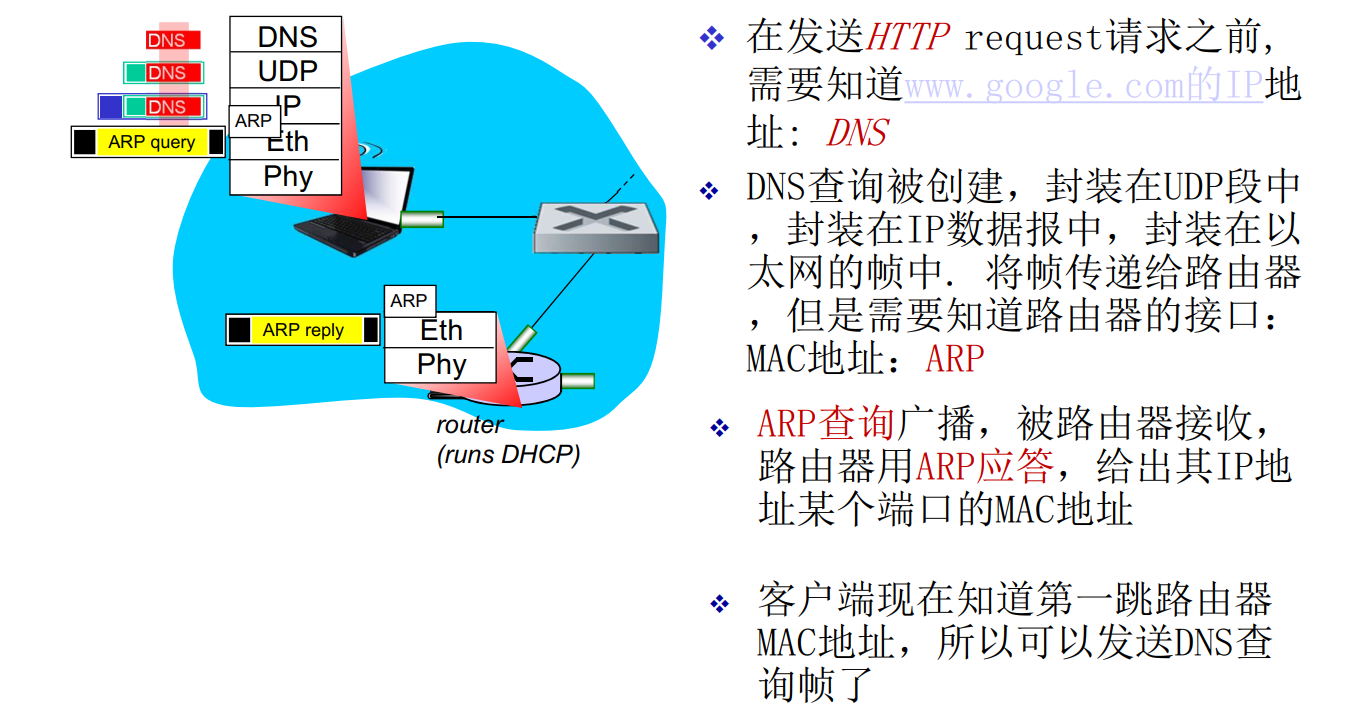 DNS
DNS
DNS
ARP query
DNS
UDP
IP
ARP
Eth
Phy
ARP reply
ARP
Eth
Phy
router
(runs DHCP)
在发送HTTP request请求之前,
需要知道www.google.com的IP地
址: DNS
DNS查询被创建，封装在UDP段中
，封装在IP数据报中，封装在以
太网的帧中. 将帧传递给路由器
，但是需要知道路由器的接口：
MAC地址：ARP
ARP查询广播，被路由器接收，
路由器用ARP应答，给出其IP地
址某个端口的MAC地址
客户端现在知道第一跳路由器
MAC地址，所以可以发送DNS查
询帧了